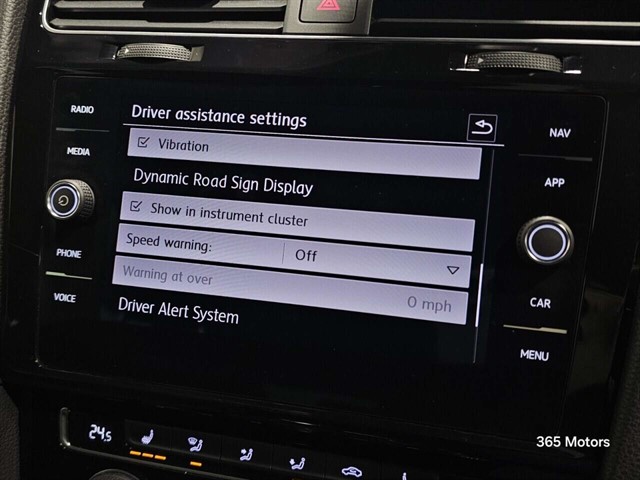 RADIO
MEDIA
PHONE
VOICE
Driver assistance settings
Vibration
Dynamic Road Sign Display
Show in instrument cluster
Speed warning: Off
Warning at over 0 mph
Driver Alert System
NAV
APP
CAR
MENU
24.5
365 Motors